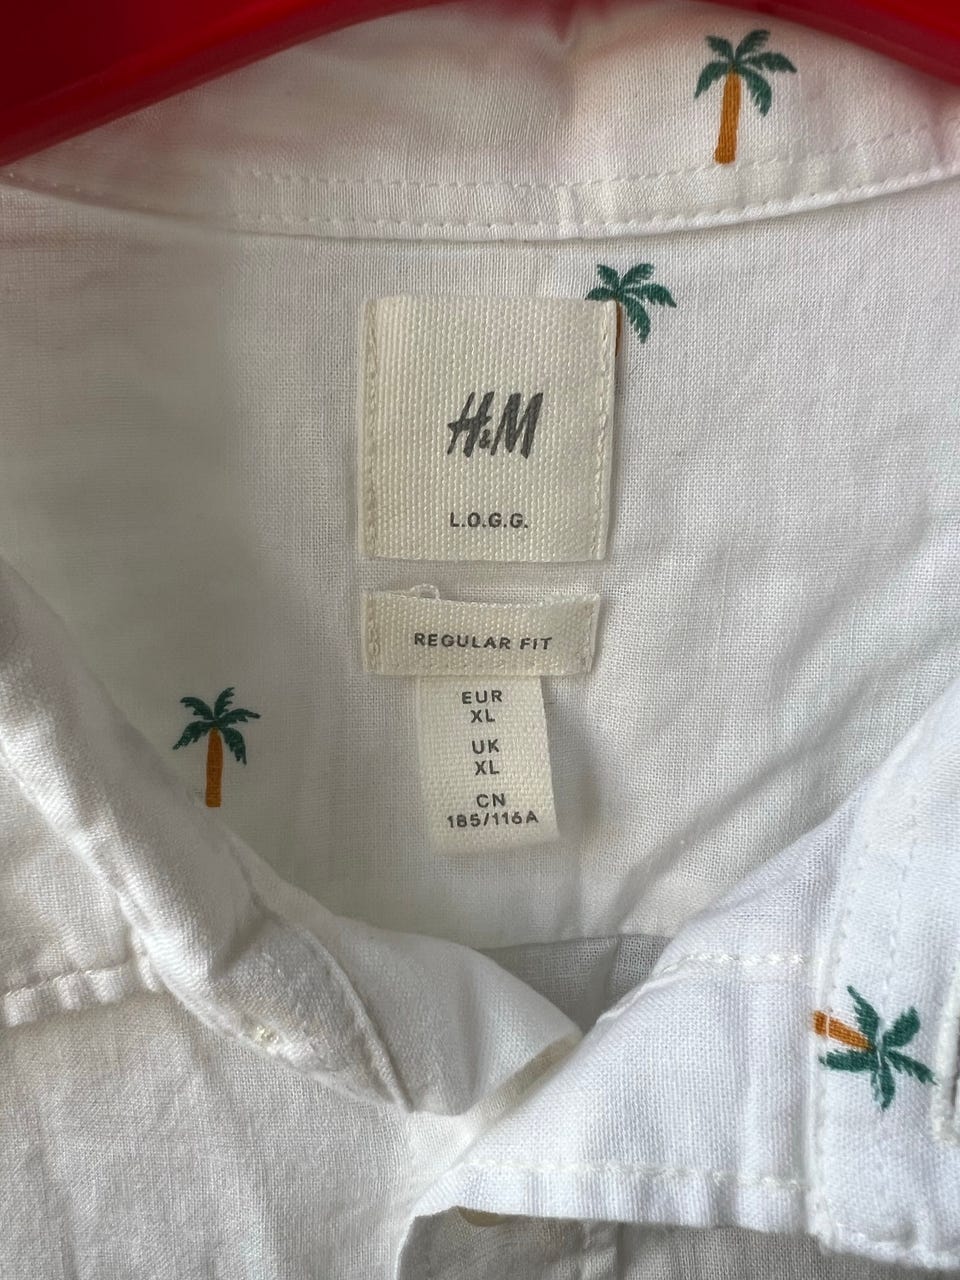 H&M
L.O.G.G.
REGULAR FIT
EUR
XL
UK
XL
CN
185/116A